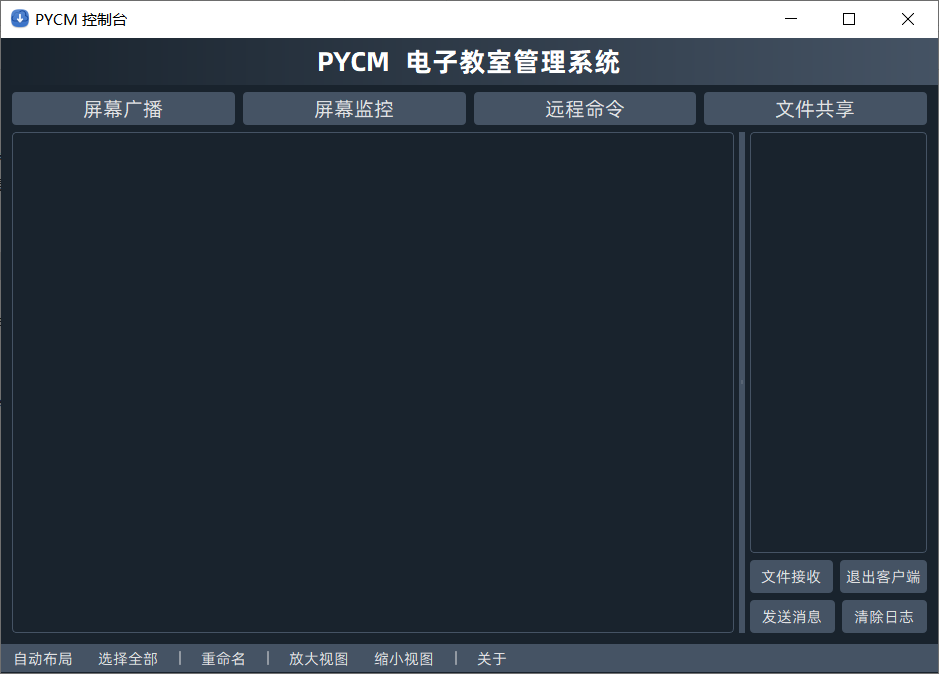 PYCM 控制台
PYCM 电子教室管理系统
屏幕广播 屏幕监控 远程命令 文件共享
文件接收 退出客户端
发送消息 清除日志
自动布局 选择全部 | 重命名 | 放大视图 缩小视图 | 关于